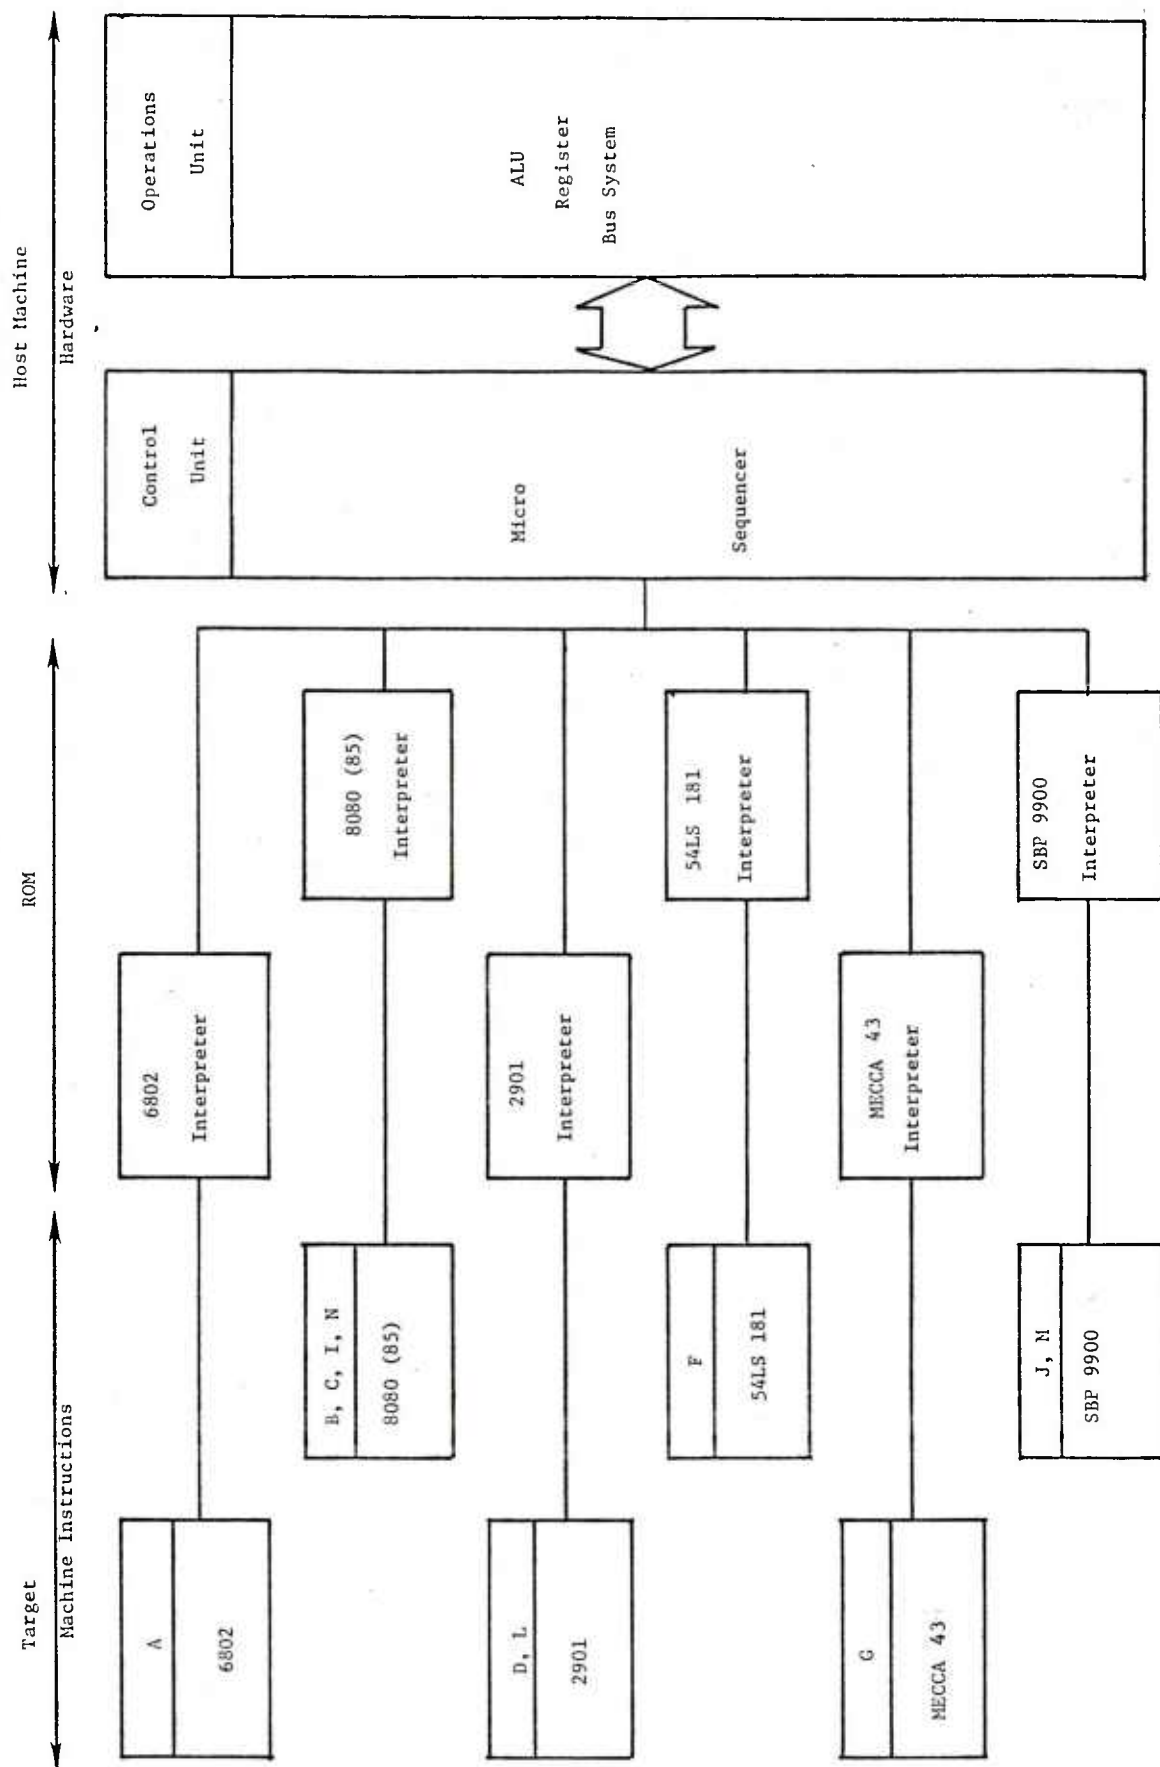 Target
Machine Instructions
ROM
Host Machine
Hardware
A
6802
B, C, I, N
8080 (85)
D, L
2901
F
54LS 181
G
MECCA 43
J, M
SBP 9900
6802
Interpreter
8080 (85)
Interpreter
2901
Interpreter
54LS 181
Interpreter
MECCA 43
Interpreter
SBP 9900
Interpreter
Control
Unit
Micro
Sequencer
Operations
Unit
ALU
Register
Bus System